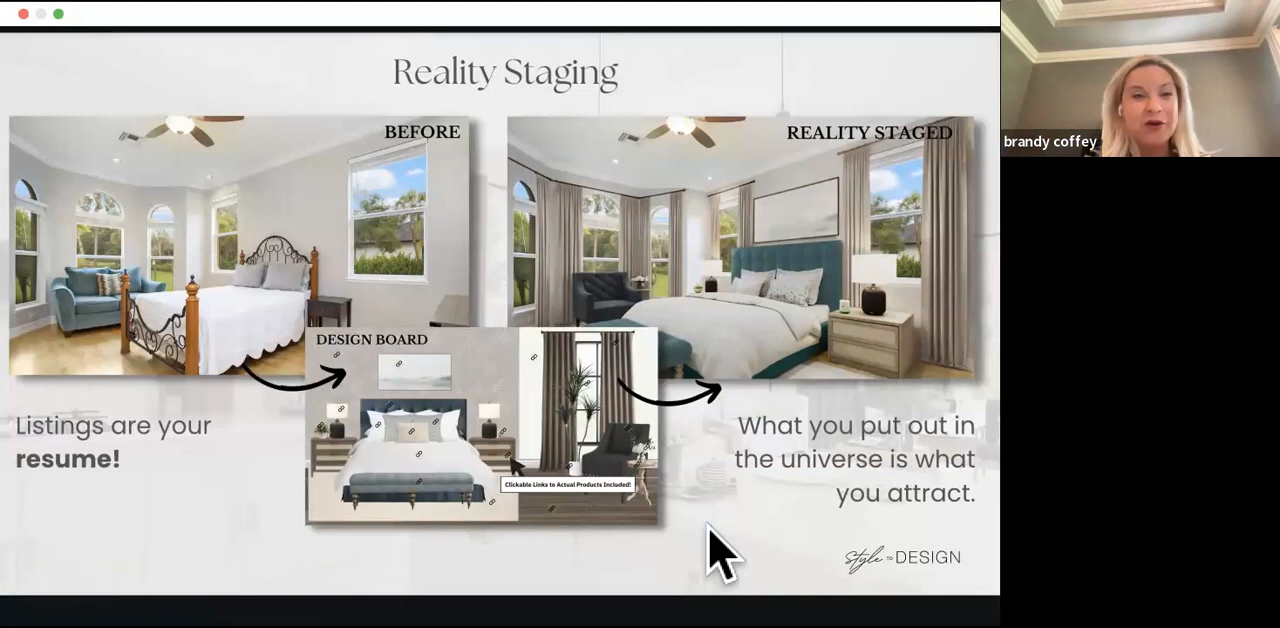 Reality Staging
BEFORE
REALITY STAGED
brandy coffey
DESIGN BOARD
Clickable Links to Actual Products Included!
Listings are your
resume!
What you put out in
the universe is what
you attract.
Style TO DESIGN